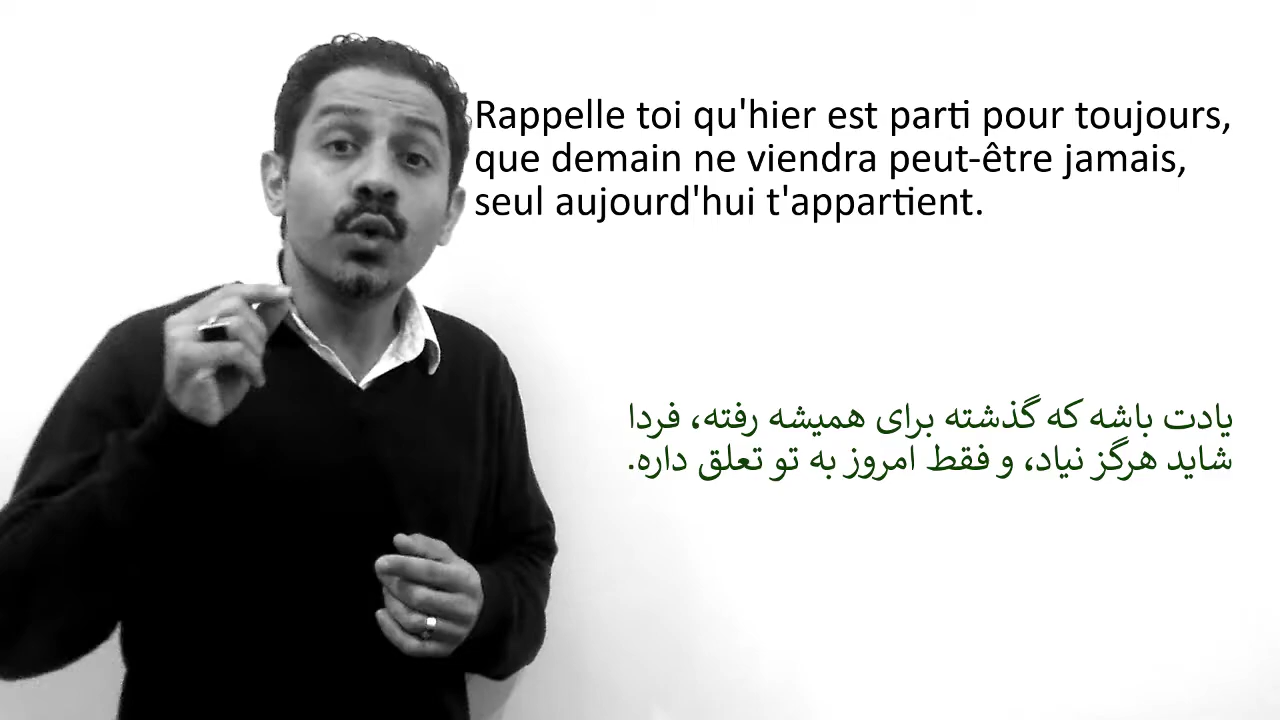 Rappelle toi qu'hier est parti pour toujours,
que demain ne viendra peut-être jamais,
seul aujourd'hui t'appartient.
یادت باشه که گذشته برای همیشه رفته، فردا
شاید هرگز نیاد، و فقط امروز به تو تعلق داره.